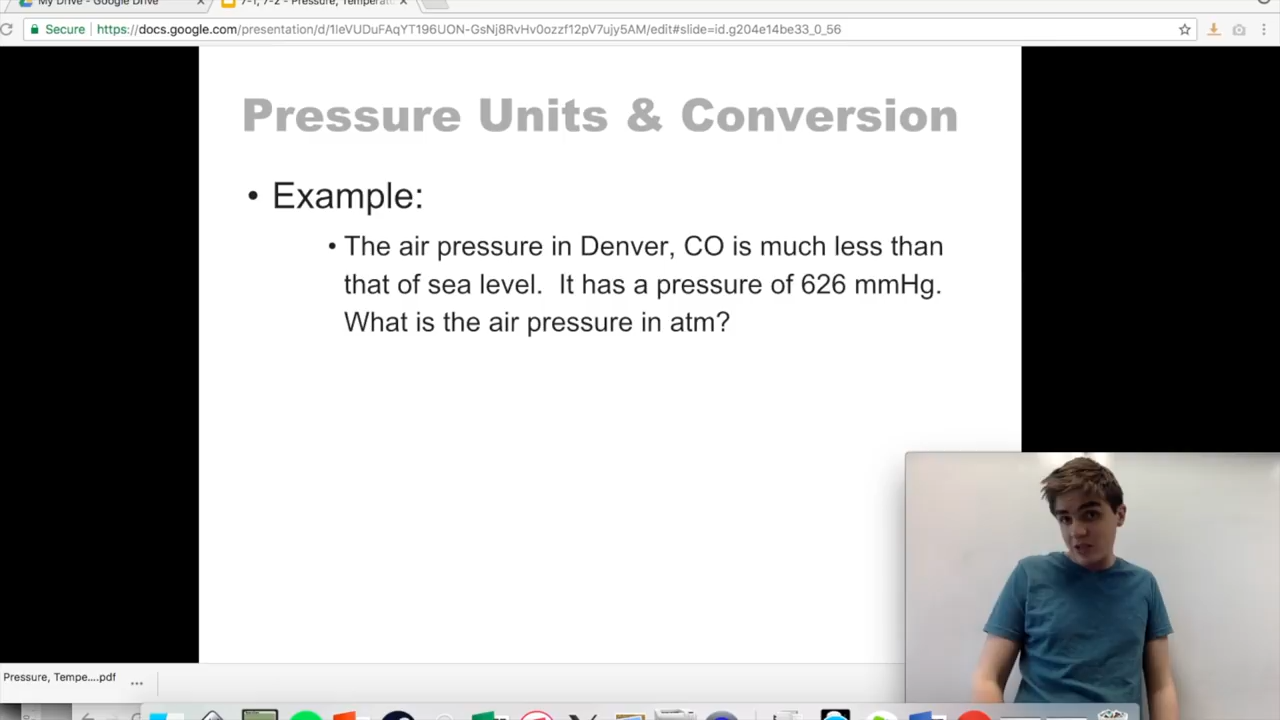 My Drive - Google Drive
7-1, 7-2 - Pressure, Temperat
Secure
https://docs.google.com/presentation/d/1leVUDuFAqYT196UON-GsNj8RvHv0ozzf12pV7ujy5AM/edit#slide=id.g204e14be33_0_56
Pressure Units & Conversion
• Example:
• The air pressure in Denver, CO is much less than
that of sea level. It has a pressure of 626 mmHg.
What is the air pressure in atm?
Pressure, Tempe....pdf